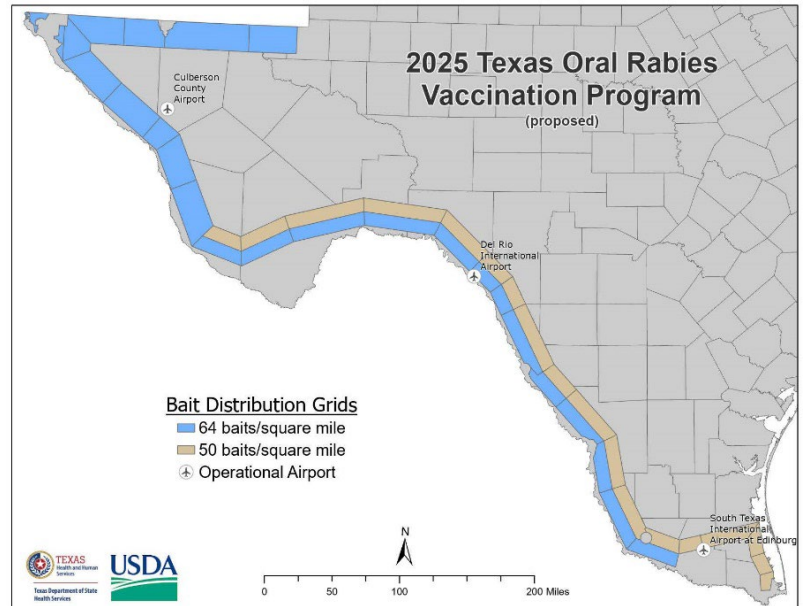 2025 Texas Oral Rabies
Vaccination Program
(proposed)
Culberson
County
Airport
Del Rio
International
Airport
Bait Distribution Grids
64 baits/square mile
50 baits/square mile
Operational Airport
South Texas
International
Airport at Edinburg
N
TEXAS
Health and Human
Services
Texas Department of State
Health Services
USDA
0 50 100 200 Miles